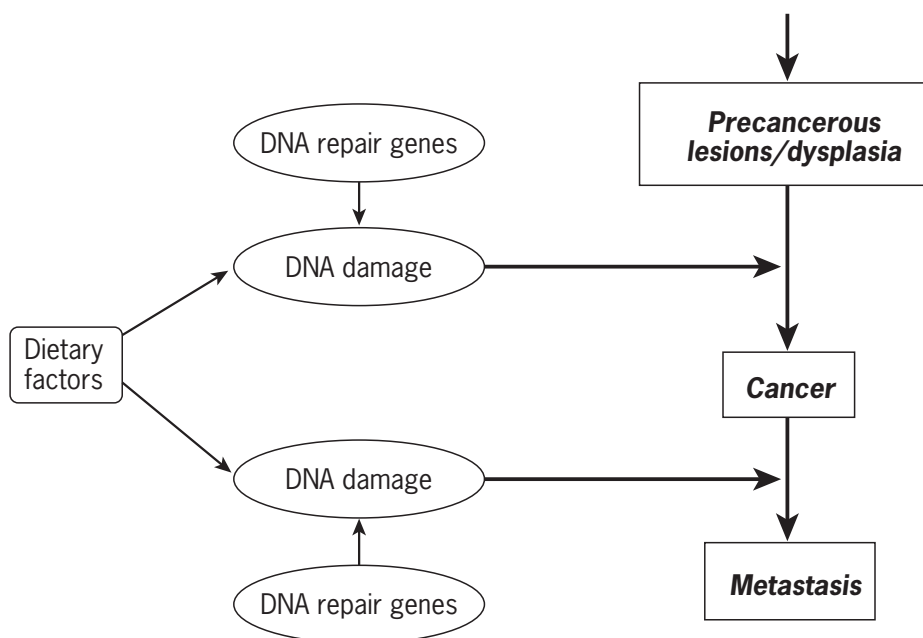 Precancerous
lesions/dysplasia
DNA repair genes
DNA damage
Dietary
factors
Cancer
DNA damage
Metastasis
DNA repair genes